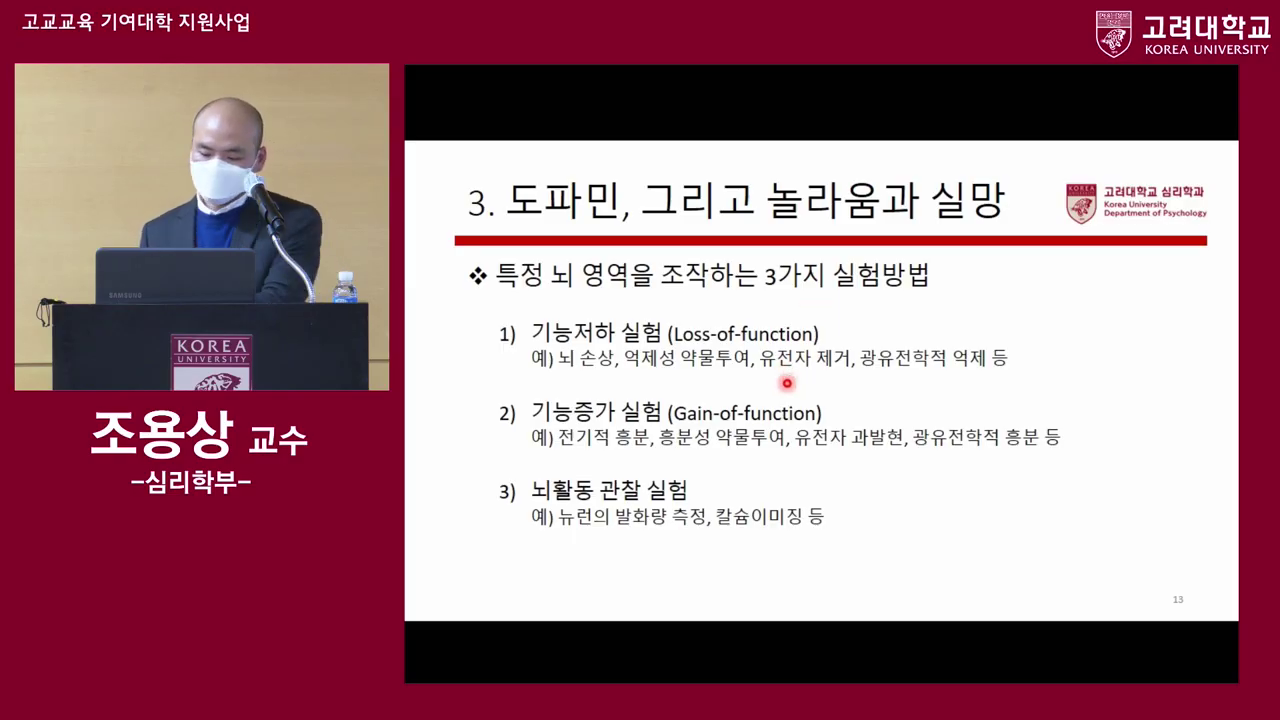 고교교육 기여대학 지원사업
고려대학교
KOREA UNIVERSITY
3. 도파민, 그리고 놀라움과 실망
KOREA
고려대학교 심리학과
Korea University
Department of Psychology
❖ 특정 뇌 영역을 조작하는 3가지 실험방법
1) 기능저하 실험 (Loss-of-function)
예) 뇌 손상, 억제성 약물투여, 유전자 제거, 광유전학적 억제 등
2) 기능증가 실험 (Gain-of-function)
예) 전기적 흥분, 흥분성 약물투여, 유전자 과발현, 광유전학적 흥분 등
3) 뇌활동 관찰 실험
예) 뉴런의 발화량 측정, 칼슘이미징 등
13
SAMSUNG
KOREA
UNIVERSITY
조용상 교수
-심리학부-